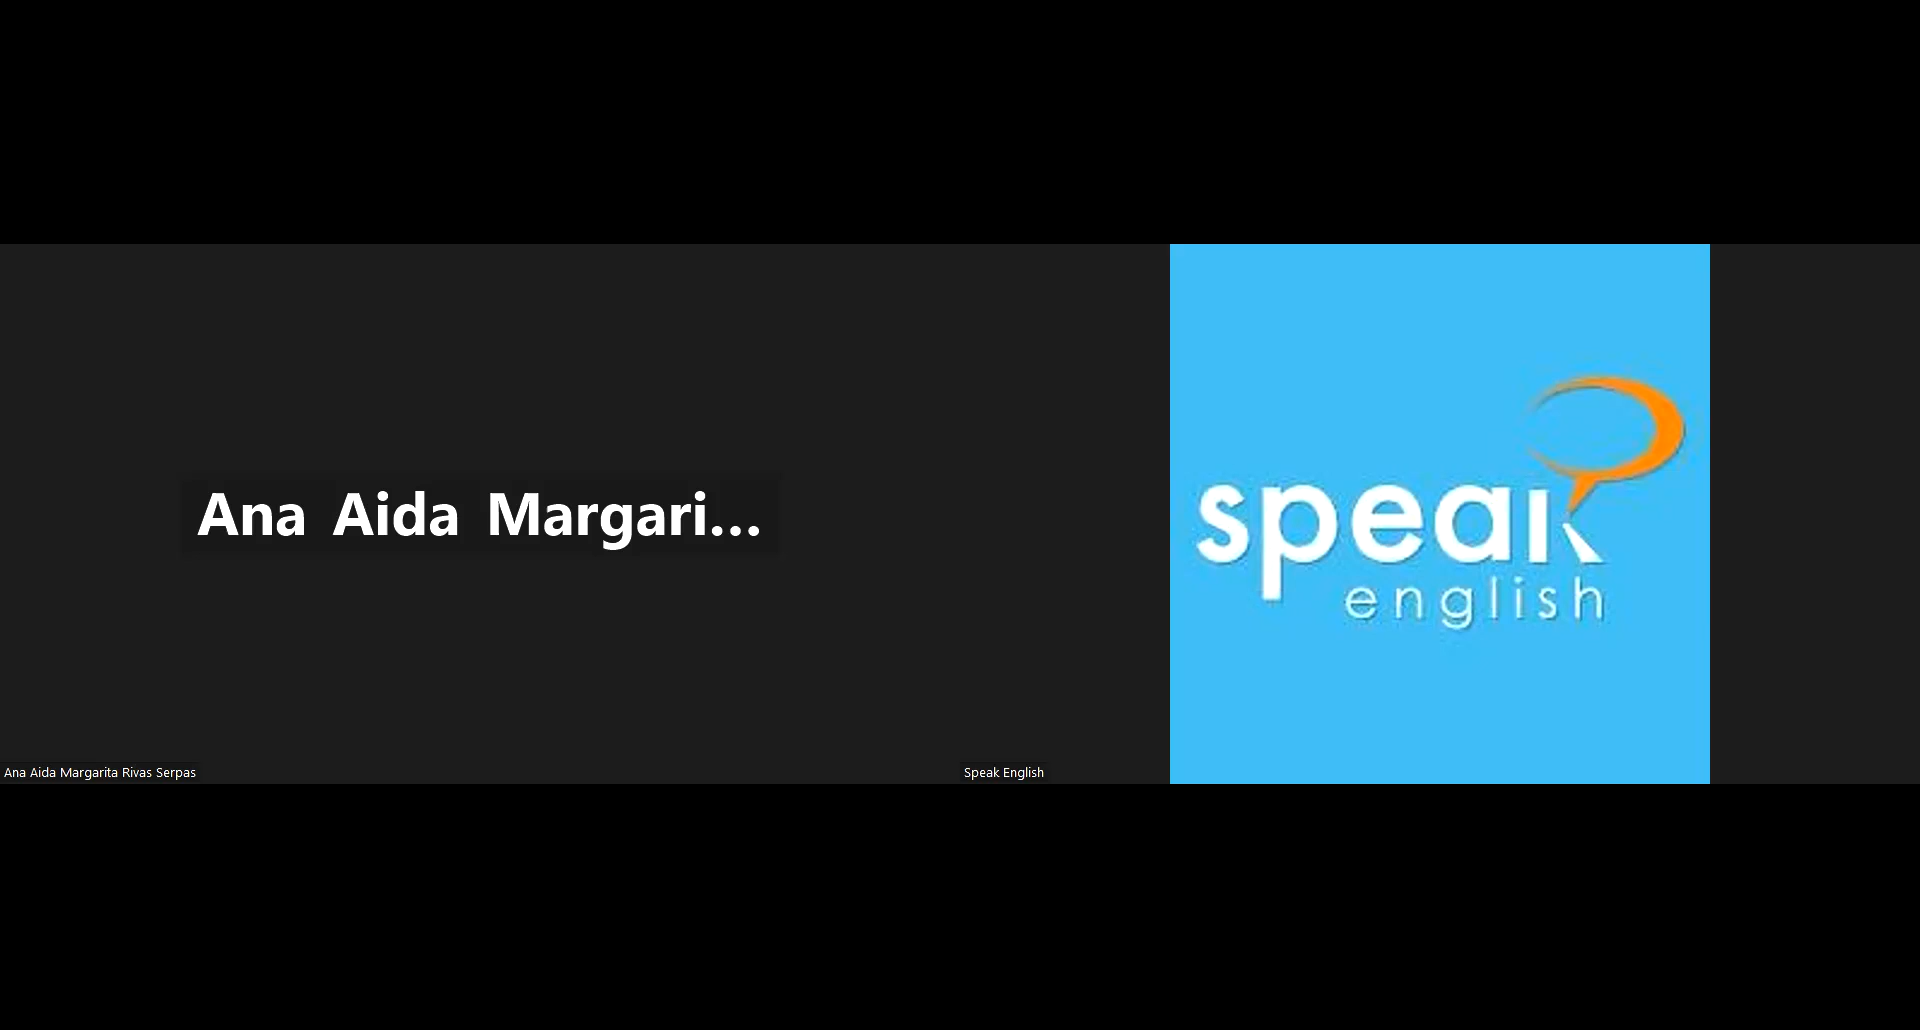 Ana Aida Margari...
speak
english
Ana Aida Margarita Rivas Serpas
Speak English